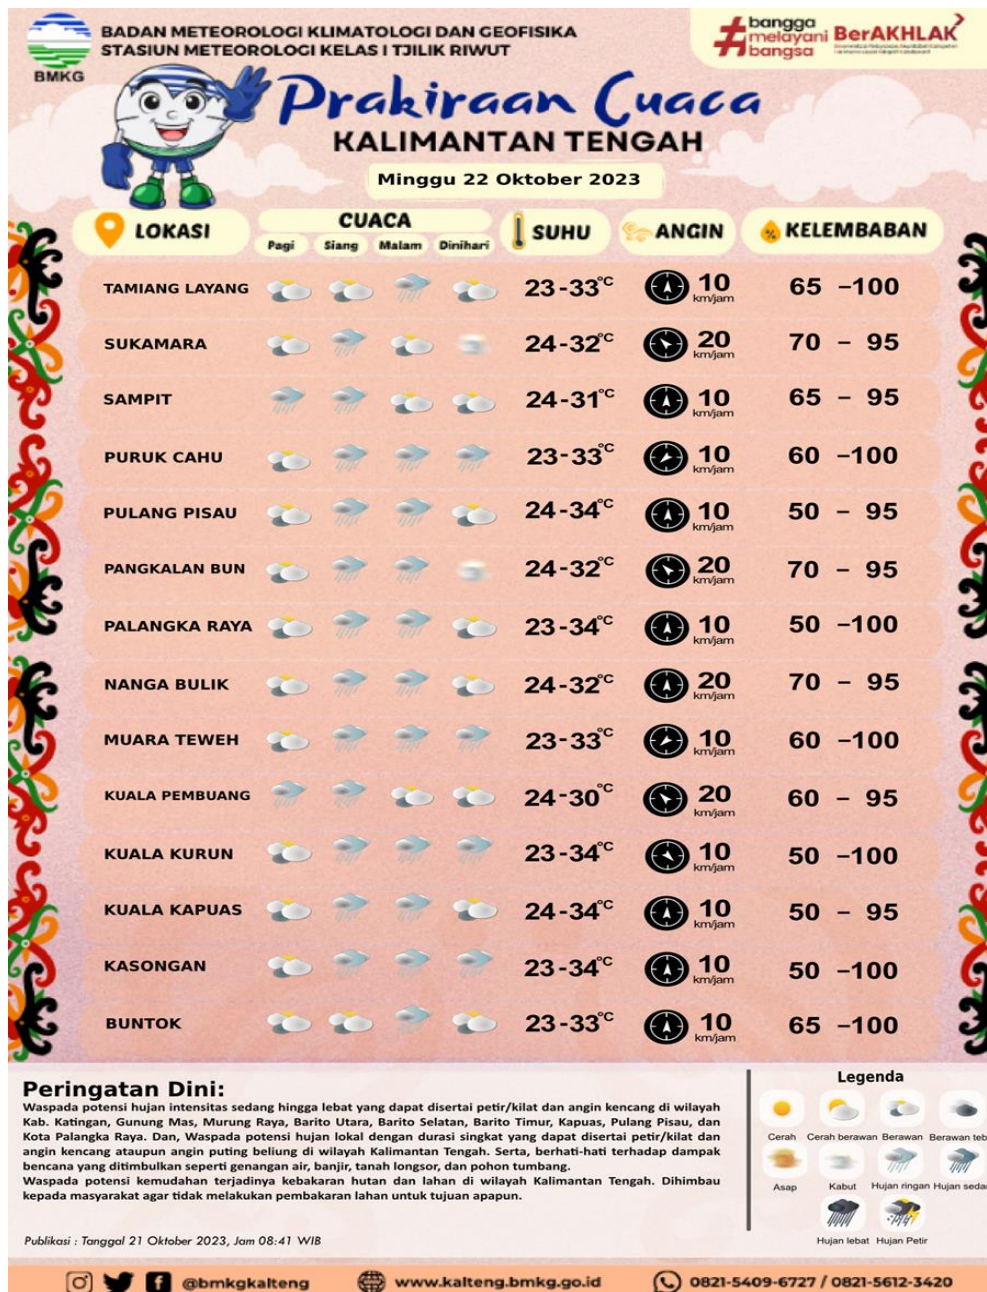 BADAN METEOROLOGI KLIMATOLOGI DAN GEOFISIKA
STASIUN METEOROLOGI KELAS I TJILIK RIWUT
BMKG
#bangga melayani bangsa
BerAKHLAK
Prakiraan Cuaca
KALIMANTAN TENGAH
Minggu 22 Oktober 2023
LOKASI CUACA SUHU ANGIN KELEMBABAN
Pagi Siang Malam Dinihari
TAMIANG LAYANG 23-33°C 10 km/jam 65 –100
SUKAMARA 24-32°C 20 km/jam 70 – 95
SAMPIT 24-31°C 10 km/jam 65 – 95
PURUK CAHU 23-33°C 10 km/jam 60 –100
PULANG PISAU 24-34°C 10 km/jam 50 – 95
PANGKALAN BUN 24-32°C 20 km/jam 70 – 95
PALANGKA RAYA 23-34°C 10 km/jam 50 –100
NANGA BULIK 24-32°C 20 km/jam 70 – 95
MUARA TEWEH 23-33°C 10 km/jam 60 –100
KUALA PEMBUANG 24-30°C 20 km/jam 60 – 95
KUALA KURUN 23-34°C 10 km/jam 50 –100
KUALA KAPUAS 24-34°C 10 km/jam 50 – 95
KASONGAN 23-34°C 10 km/jam 50 –100
BUNTOK 23-33°C 10 km/jam 65 –100
Peringatan Dini:
Waspada potensi hujan intensitas sedang hingga lebat yang dapat disertai petir/kilat dan angin kencang di wilayah
Kab. Katingan, Gunung Mas, Murung Raya, Barito Utara, Barito Selatan, Barito Timur, Kapuas, Pulang Pisau, dan
Kota Palangka Raya. Dan, Waspada potensi hujan lokal dengan durasi singkat yang dapat disertai petir/kilat dan
angin kencang ataupun angin puting beliung di wilayah Kalimantan Tengah. Serta, berhati-hati terhadap dampak
bencana yang ditimbulkan seperti genangan air, banjir, tanah longsor, dan pohon tumbang.
Waspada potensi kemudahan terjadinya kebakaran hutan dan lahan di wilayah Kalimantan Tengah. Dihimbau
kepada masyarakat agar tidak melakukan pembakaran lahan untuk tujuan apapun.
Publikasi : Tanggal 21 Oktober 2023, Jam 08:41 WIB
Legenda
Cerah Cerah berawan Berawan Berawan teb
Asap Kabut Hujan ringan Hujan seda
Hujan lebat Hujan Petir
@bmkgkalteng www.kalteng.bmkg.go.id 0821-5409-6727 / 0821-5612-3420